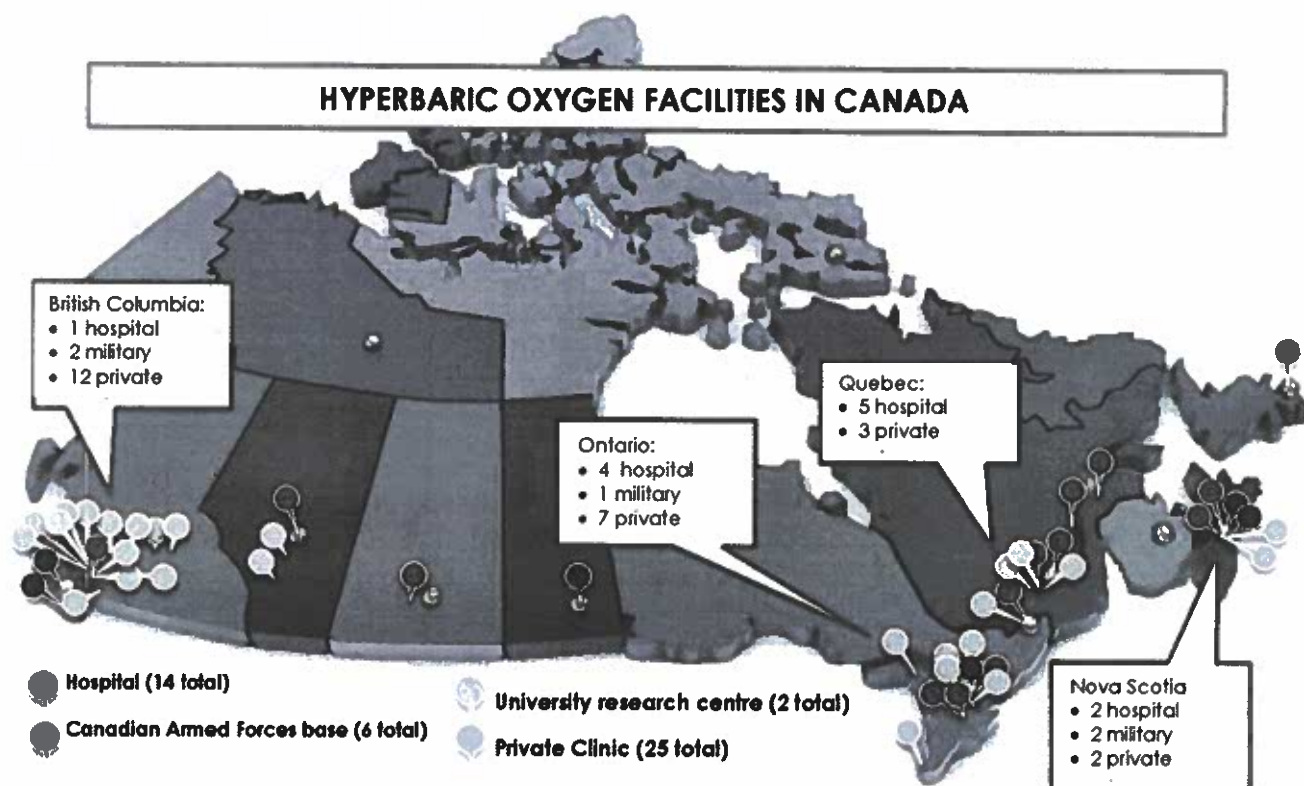 HYPERBARIC OXYGEN FACILITIES IN CANADA
British Columbia:
• 1 hospital
• 2 military
• 12 private
Quebec:
• 5 hospital
• 3 private
Ontario:
• 4 hospital
• 1 military
• 7 private
Nova Scotia
• 2 hospital
• 2 military
• 2 private
Hospital (14 total)
Canadian Armed Forces base (6 total)
University research centre (2 total)
Private Clinic (25 total)